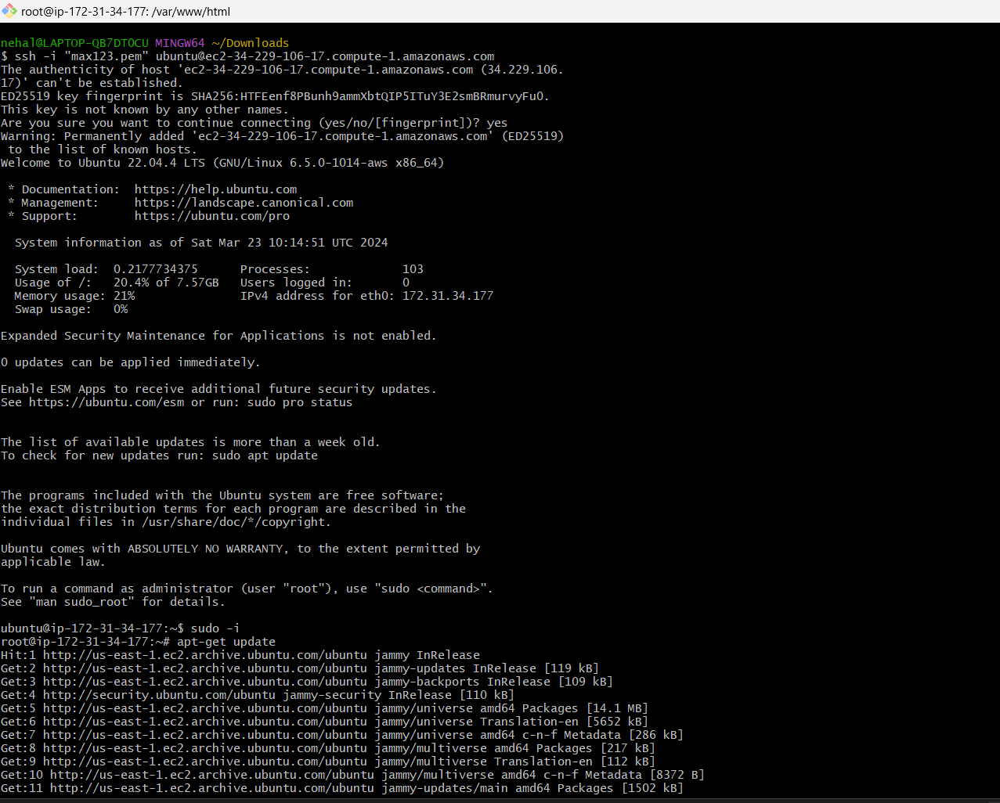 root@ip-172-31-34-177: /var/www/html
nehal@LAPTOP-QB7DT0CU MINGW64 ~/Downloads
$ ssh -i "max123.pem" ubuntu@ec2-34-229-106-17.compute-1.amazonaws.com
The authenticity of host 'ec2-34-229-106-17.compute-1.amazonaws.com (34.229.106.
17)' can't be established.
ED25519 key fingerprint is SHA256:HTFEenf8PBunh9ammXbtQIP5ITuY3E2smBRmurvyFu0.
This key is not known by any other names.
Are you sure you want to continue connecting (yes/no/[fingerprint])? yes
Warning: Permanently added 'ec2-34-229-106-17.compute-1.amazonaws.com' (ED25519)
 to the list of known hosts.
Welcome to Ubuntu 22.04.4 LTS (GNU/Linux 6.5.0-1014-aws x86_64)
 * Documentation:  https://help.ubuntu.com
 * Management:     https://landscape.canonical.com
 * Support:        https://ubuntu.com/pro
  System information as of Sat Mar 23 10:14:51 UTC 2024
  System load:  0.2177734375      Processes:             103
  Usage of /:   20.4% of 7.57GB   Users logged in:       0
  Memory usage: 21%               IPv4 address for eth0: 172.31.34.177
  Swap usage:   0%
Expanded Security Maintenance for Applications is not enabled.
0 updates can be applied immediately.
Enable ESM Apps to receive additional future security updates.
See https://ubuntu.com/esm or run: sudo pro status
The list of available updates is more than a week old.
To check for new updates run: sudo apt update
The programs included with the Ubuntu system are free software;
the exact distribution terms for each program are described in the
individual files in /usr/share/doc/*/copyright.
Ubuntu comes with ABSOLUTELY NO WARRANTY, to the extent permitted by
applicable law.
To run a command as administrator (user "root"), use "sudo <command>".
See "man sudo_root" for details.
ubuntu@ip-172-31-34-177:~$ sudo -i
root@ip-172-31-34-177:~# apt-get update
Hit:1 http://us-east-1.ec2.archive.ubuntu.com/ubuntu jammy InRelease
Get:2 http://us-east-1.ec2.archive.ubuntu.com/ubuntu jammy-updates InRelease [119 kB]
Get:3 http://us-east-1.ec2.archive.ubuntu.com/ubuntu jammy-backports InRelease [109 kB]
Get:4 http://security.ubuntu.com/ubuntu jammy-security InRelease [110 kB]
Get:5 http://us-east-1.ec2.archive.ubuntu.com/ubuntu jammy/universe amd64 Packages [14.1 MB]
Get:6 http://us-east-1.ec2.archive.ubuntu.com/ubuntu jammy/universe Translation-en [5652 kB]
Get:7 http://us-east-1.ec2.archive.ubuntu.com/ubuntu jammy/universe amd64 c-n-f Metadata [286 kB]
Get:8 http://us-east-1.ec2.archive.ubuntu.com/ubuntu jammy/multiverse amd64 Packages [217 kB]
Get:9 http://us-east-1.ec2.archive.ubuntu.com/ubuntu jammy/multiverse Translation-en [112 kB]
Get:10 http://us-east-1.ec2.archive.ubuntu.com/ubuntu jammy/multiverse amd64 c-n-f Metadata [8372 B]
Get:11 http://us-east-1.ec2.archive.ubuntu.com/ubuntu jammy-updates/main amd64 Packages [1502 kB]